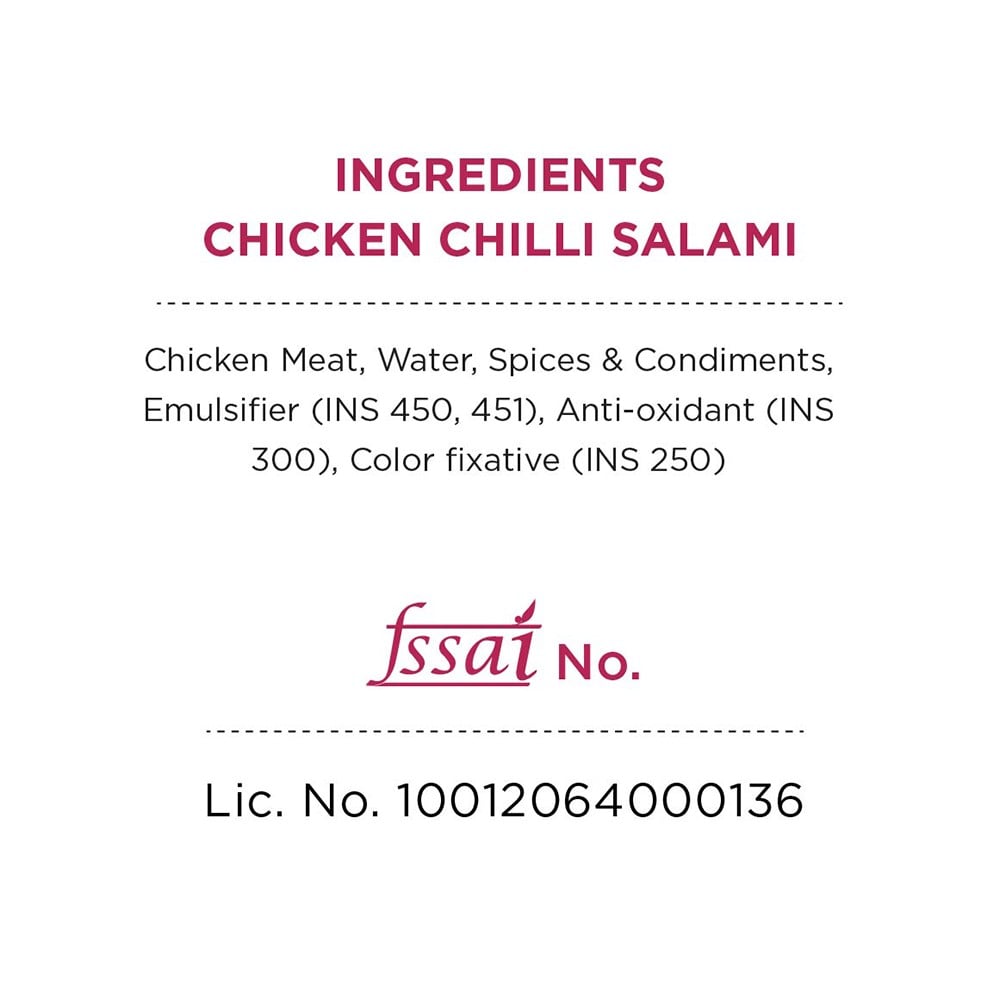 INGREDIENTS
CHICKEN CHILLI SALAMI
Chicken Meat, Water, Spices & Condiments,
Emulsifier (INS 450, 451), Anti-oxidant (INS
300), Color fixative (INS 250)
fssai No.
Lic. No. 10012064000136